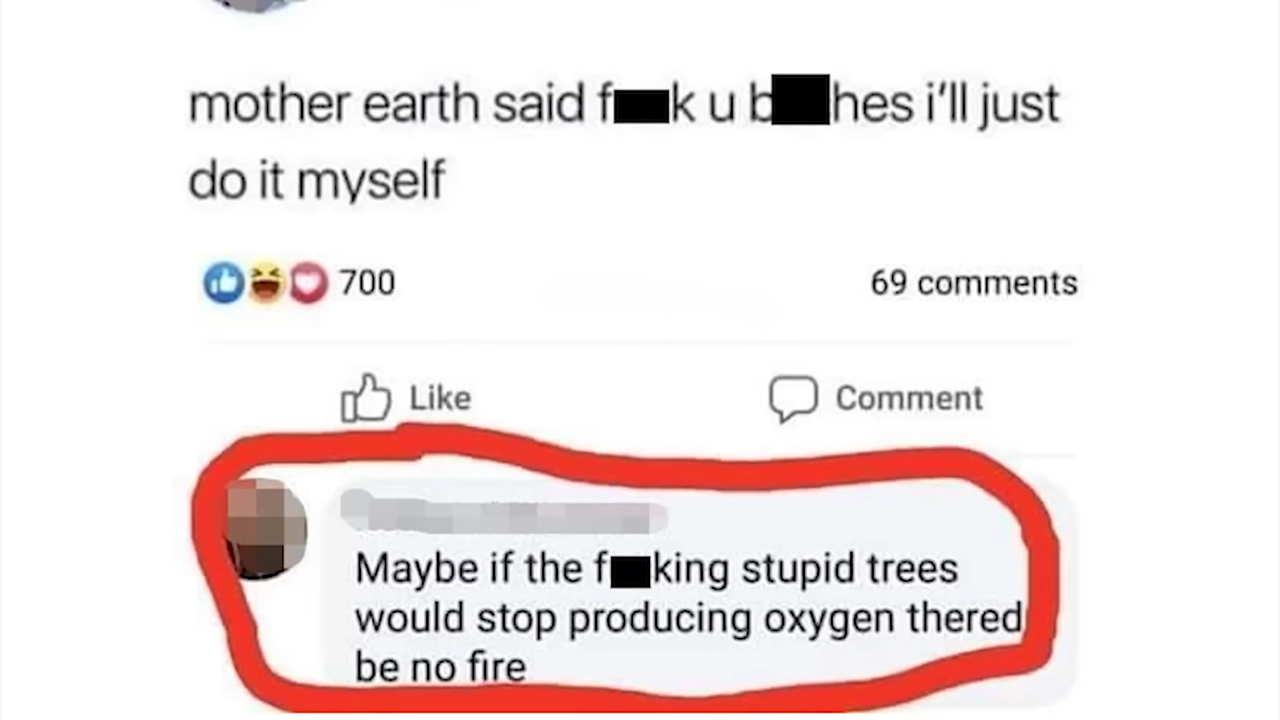 mother earth said f██k u b██hes i'll just
do it myself
700
69 comments
Like
Comment
Maybe if the f██king stupid trees
would stop producing oxygen thered
be no fire